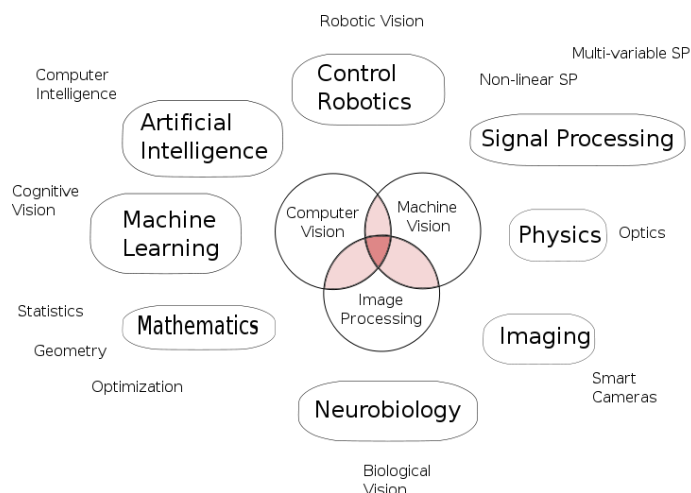 Robotic Vision
Multi-variable SP
Non-linear SP
Computer
Intelligence
Control
Robotics
Artificial
Intelligence
Signal Processing
Cognitive
Vision
Machine
Learning
Computer
Vision
Machine
Vision
Physics
Optics
Image
Processing
Statistics
Mathematics
Geometry
Imaging
Optimization
Smart
Cameras
Neurobiology
Biological
Vision